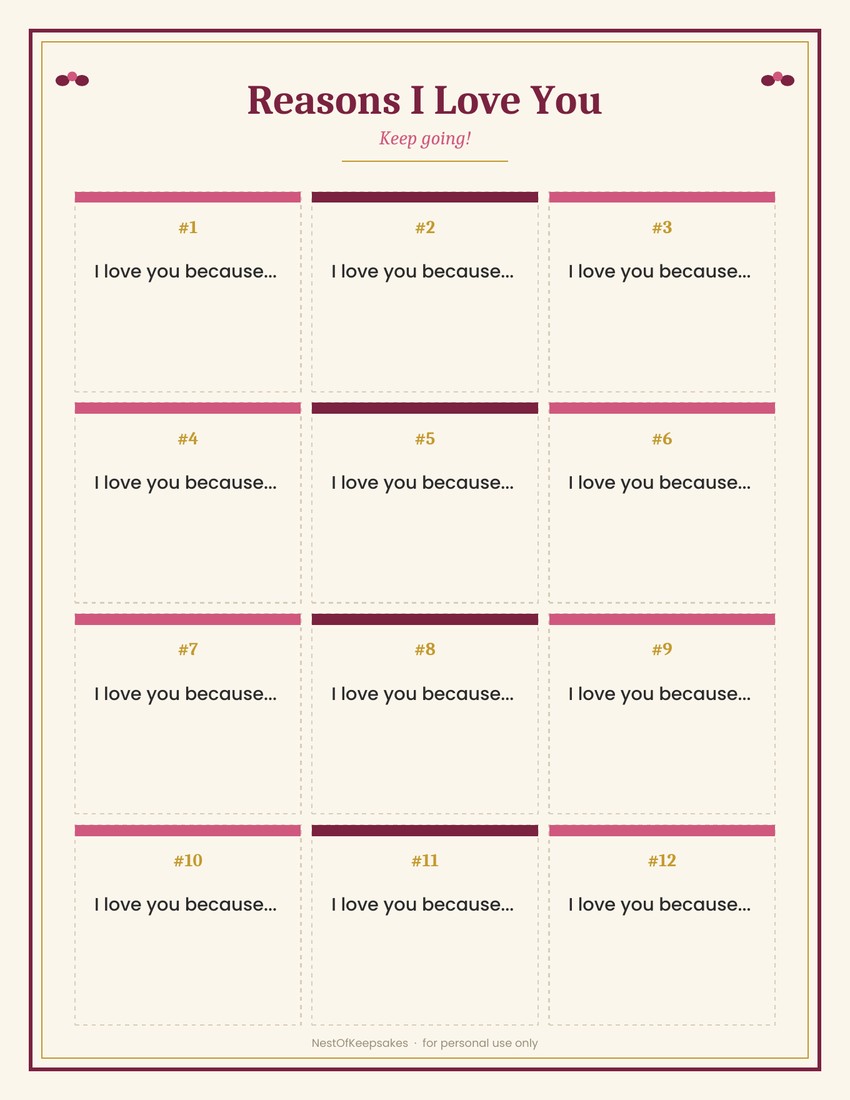 Reasons I Love You
Keep going!
#1
I love you because...
#2
I love you because...
#3
I love you because...
#4
I love you because...
#5
I love you because...
#6
I love you because...
#7
I love you because...
#8
I love you because...
#9
I love you because...
#10
I love you because...
#11
I love you because...
#12
I love you because...
NestOfKeepsakes · for personal use only